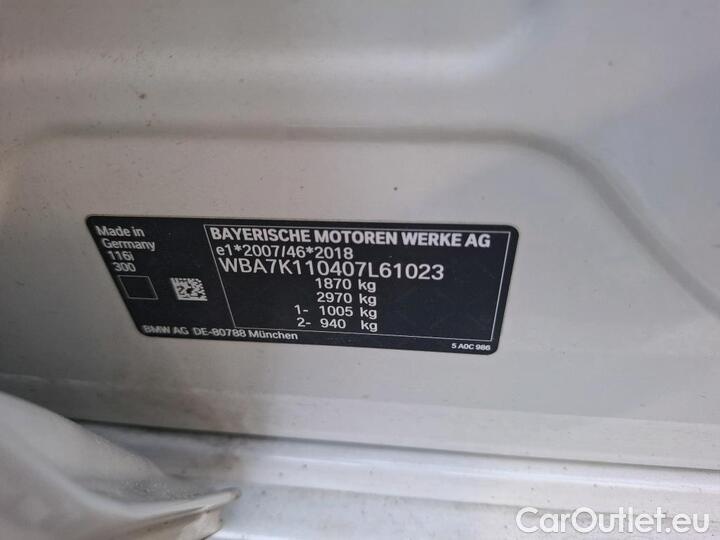 Made in
Germany
116i
300
BAYERISCHE MOTOREN WERKE AG
e1*2007/46*2018
WBA7K110407L61023
1870 kg
2970 kg
1- 1005 kg
2- 940 kg
BMW AG DE-80788 München
5 A0C 986
CarOutlet.eu